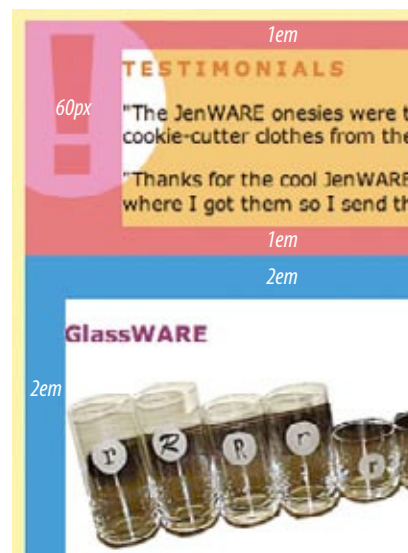 1em
TESTIMONIALS
60px
"The JenWARE onesies were
cookie-cutter clothes from the
"Thanks for the cool JenWARE
where I got them so I send
1em
2em
GlassWARE
2em
r R R r r